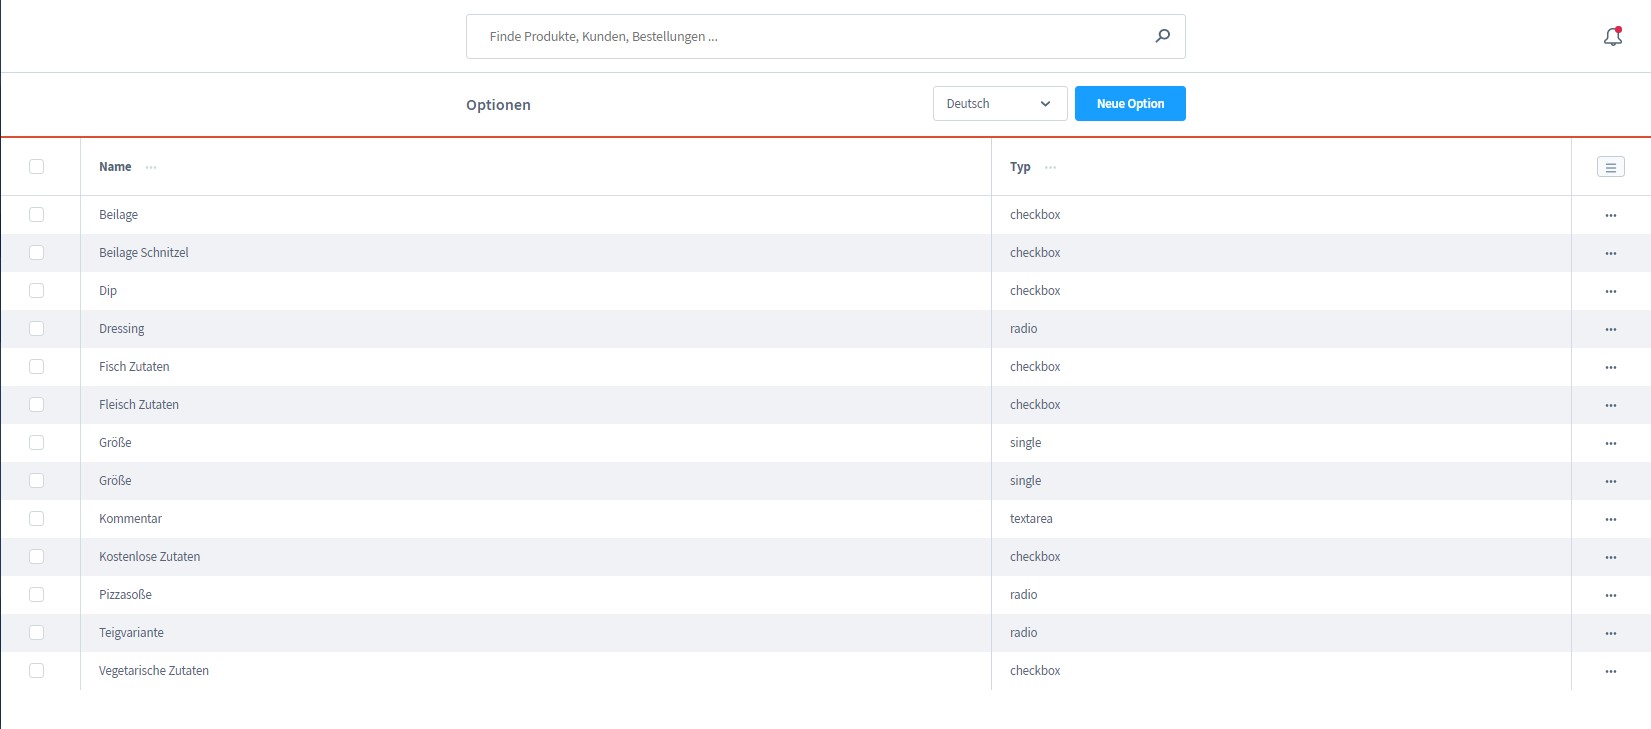 Finde Produkte, Kunden, Bestellungen ...
Optionen
Deutsch
Neue Option
Name
Typ
Beilage checkbox
Beilage Schnitzel checkbox
Dip checkbox
Dressing radio
Fisch Zutaten checkbox
Fleisch Zutaten checkbox
Größe single
Größe single
Kommentar textarea
Kostenlose Zutaten checkbox
Pizzasoße radio
Teigvariante radio
Vegetarische Zutaten checkbox